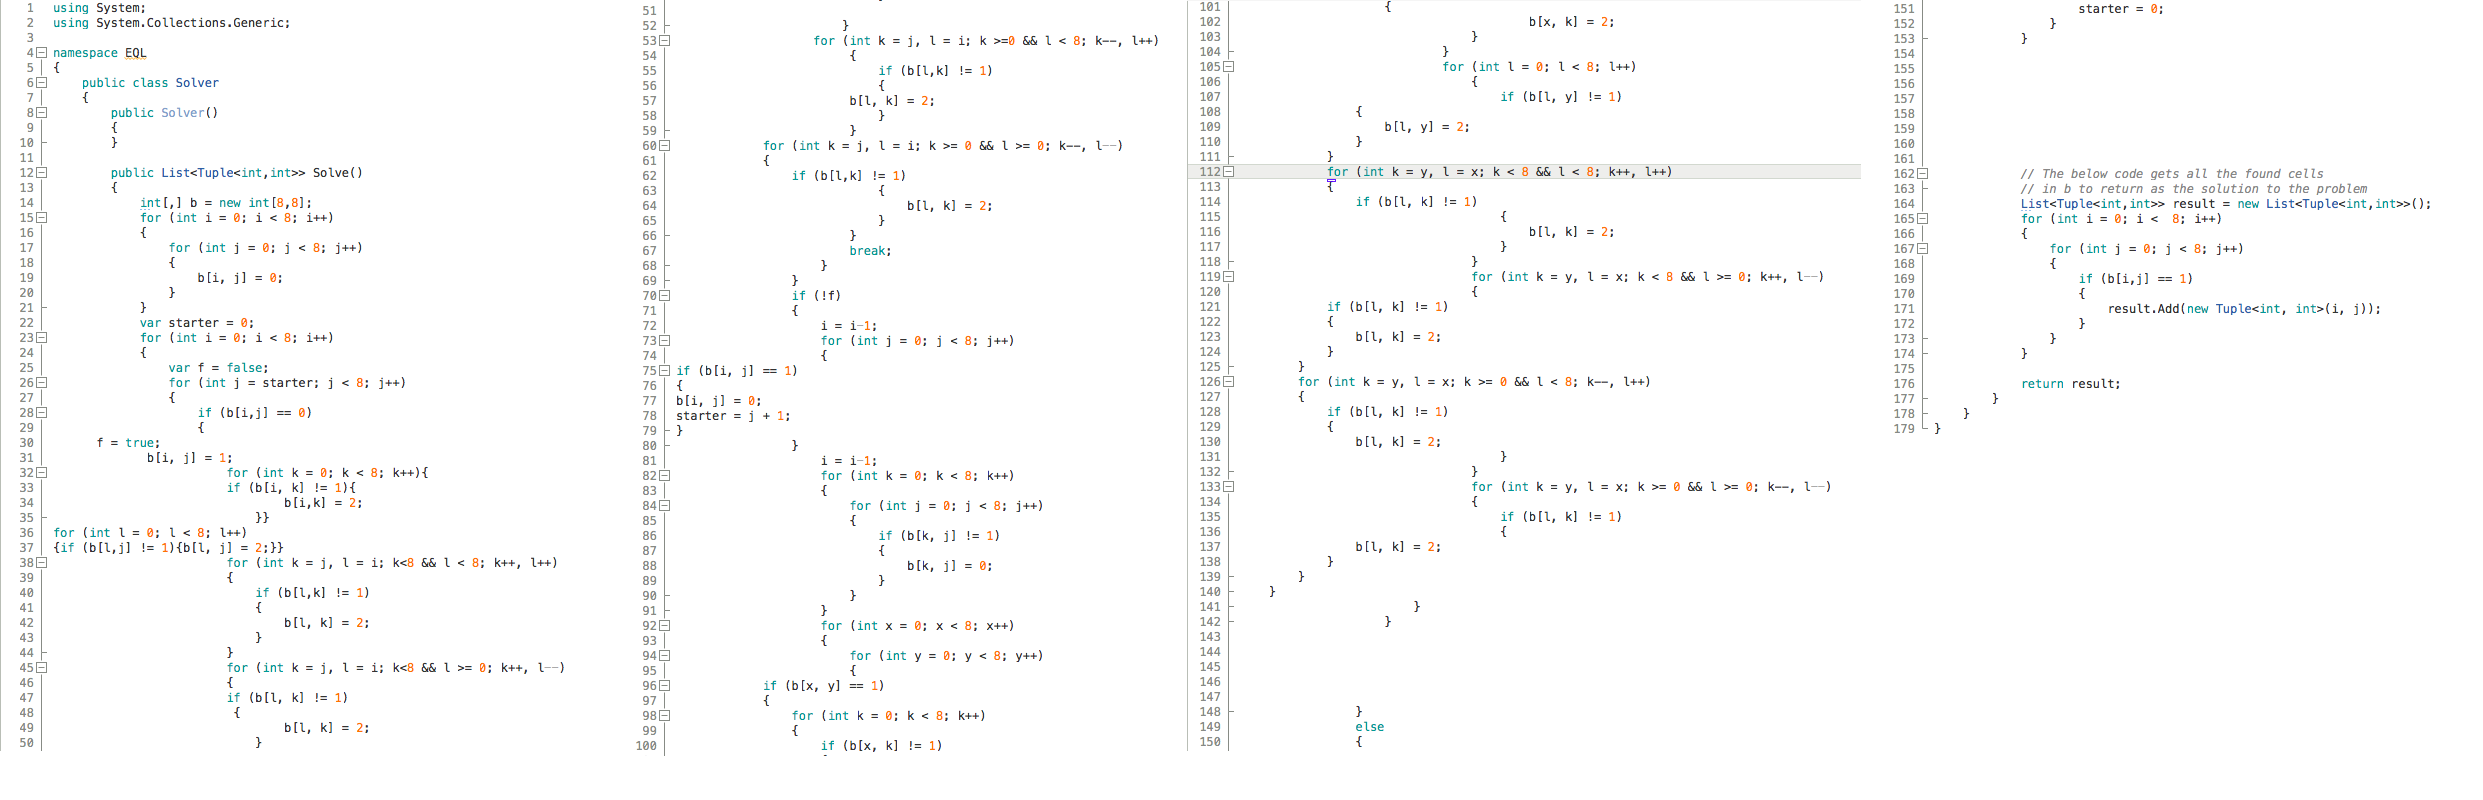 1 using System;
2 using System.Collections.Generic;
3
4 namespace EQL
5 {
6 public class Solver
7 {
8 public Solver()
9 {
10 }
11
12 public List<Tuple<int,int>> Solve()
13 {
14 int[,] b = new int[8,8];
15 for (int i = 0; i < 8; i++)
16 {
17 for (int j = 0; j < 8; j++)
18 {
19 b[i, j] = 0;
20 }
21 }
22 var starter = 0;
23 for (int i = 0; i < 8; i++)
24 {
25 var f = false;
26 for (int j = starter; j < 8; j++)
27 {
28 if (b[i,j] == 0)
29 {
30 f = true;
31 b[i, j] = 1;
32 for (int k = 0; k < 8; k++){
33 if (b[i, k] != 1){
34 b[i,k] = 2;
35 }}
36 for (int l = 0; l < 8; l++)
37 {if (b[l,j] != 1){b[l, j] = 2;}}
38 for (int k = j, l = i; k<8 && l < 8; k++, l++)
39 {
40 if (b[l,k] != 1)
41 {
42 b[l, k] = 2;
43 }
44 }
45 for (int k = j, l = i; k<8 && l >= 0; k++, l--)
46 {
47 if (b[l, k] != 1)
48 {
49 b[l, k] = 2;
50 }
51
52 }
53 for (int k = j, l = i; k >=0 && l < 8; k--, l++)
54 {
55 if (b[l,k] != 1)
56 {
57 b[l, k] = 2;
58 }
59 }
60 for (int k = j, l = i; k >= 0 && l >= 0; k--, l--)
61 {
62 if (b[l,k] != 1)
63 {
64 b[l, k] = 2;
65 }
66 }
67 break;
68 }
69 }
70 if (!f)
71 {
72 i = i-1;
73 for (int j = 0; j < 8; j++)
74 {
75 if (b[i, j] == 1)
76 {
77 b[i, j] = 0;
78 starter = j + 1;
79 }
80 }
81 i = i-1;
82 for (int k = 0; k < 8; k++)
83 {
84 for (int j = 0; j < 8; j++)
85 {
86 if (b[k, j] != 1)
87 {
88 b[k, j] = 0;
89 }
90 }
91 }
92 for (int x = 0; x < 8; x++)
93 {
94 for (int y = 0; y < 8; y++)
95 {
96 if (b[x, y] == 1)
97 {
98 for (int k = 0; k < 8; k++)
99 {
100 if (b[x, k] != 1)
101 {
102 b[x, k] = 2;
103 }
104 }
105 for (int l = 0; l < 8; l++)
106 {
107 if (b[l, y] != 1)
108 {
109 b[l, y] = 2;
110 }
111 }
112 for (int k = y, l = x; k < 8 && l < 8; k++, l++)
113 {
114 if (b[l, k] != 1)
115 {
116 b[l, k] = 2;
117 }
118 }
119 for (int k = y, l = x; k < 8 && l >= 0; k++, l--)
120 {
121 if (b[l, k] != 1)
122 {
123 b[l, k] = 2;
124 }
125 }
126 for (int k = y, l = x; k >= 0 && l < 8; k--, l++)
127 {
128 if (b[l, k] != 1)
129 {
130 b[l, k] = 2;
131 }
132 }
133 for (int k = y, l = x; k >= 0 && l >= 0; k--, l--)
134 {
135 if (b[l, k] != 1)
136 {
137 b[l, k] = 2;
138 }
139 }
140 }
141 }
142 }
143
144
145
146
147
148 }
149 else
150 {
151 starter = 0;
152 }
153 }
154
155
156
157
158
159
160
161
162 // The below code gets all the found cells
163 // in b to return as the solution to the problem
164 List<Tuple<int,int>> result = new List<Tuple<int,int>>();
165 for (int i = 0; i < 8; i++)
166 {
167 for (int j = 0; j < 8; j++)
168 {
169 if (b[i,j] == 1)
170 {
171 result.Add(new Tuple<int, int>(i, j));
172 }
173 }
174 }
175
176 return result;
177 }
178 }
179 }